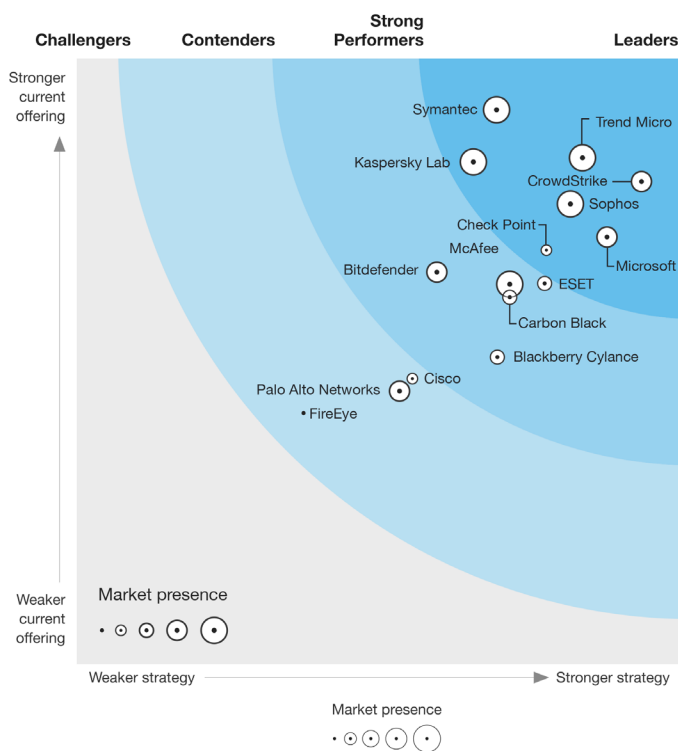 Challengers
Contenders
Strong
Performers
Leaders
Stronger
current
offering
Symantec
Trend Micro
Kaspersky Lab
CrowdStrike
Sophos
Check Point
McAfee
Microsoft
Bitdefender
ESET
Carbon Black
Blackberry Cylance
Cisco
Palo Alto Networks
FireEye
Market presence
Weaker
current
offering
Weaker strategy
Stronger strategy
Market presence